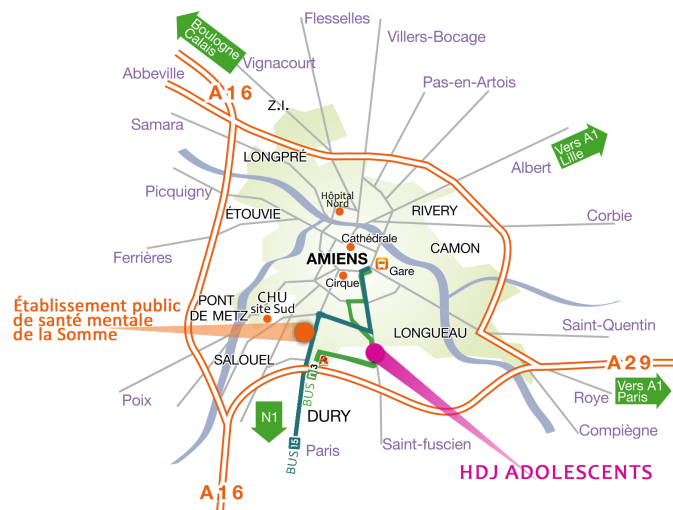 Flesselles
Boulogne
Calais
Villers-Bocage
Vignacourt
Abbeville
Pas-en-Artois
A16
Z.I.
Samara
Vers A1
Lille
LONGPRÉ
Albert
Picquigny
Hôpital
Nord
ÉTOUVIE
RIVERY
Corbie
Cathédrale
CAMON
Ferrières
AMIENS
Gare
Cirque
Établissement public
de santé mentale
de la Somme
PONT
DE METZ
CHU
site Sud
LONGUEAU
Saint-Quentin
SALOUEL
A29
BUS
3
Poix
Vers A1
Paris
Roye
N1
DURY
Compiègne
BUS 15
Paris
Saint-fuscien
HDJ ADOLESCENTS
A16